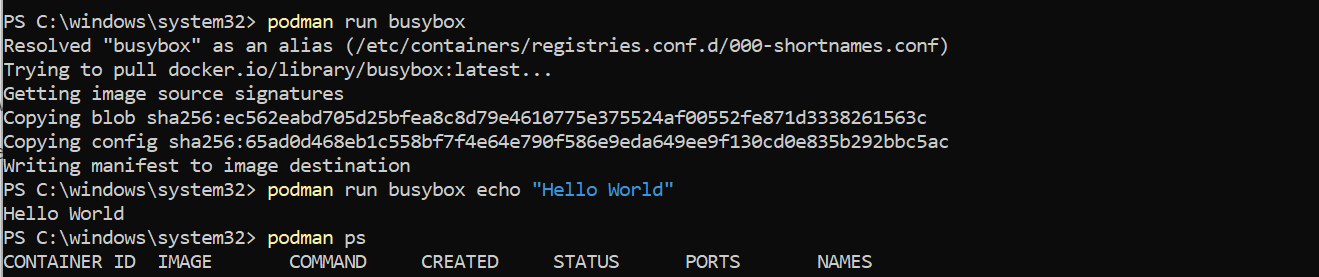 PS C:\windows\system32> podman run busybox
Resolved "busybox" as an alias (/etc/containers/registries.conf.d/000-shortnames.conf)
Trying to pull docker.io/library/busybox:latest...
Getting image source signatures
Copying blob sha256:ec562eabd705d25bfea8c8d79e4610775e375524af00552fe871d3338261563c
Copying config sha256:65ad0d468eb1c558bf7f4e64e790f586e9eda649ee9f130cd0e835b292bbc5ac
Writing manifest to image destination
PS C:\windows\system32> podman run busybox echo "Hello World"
Hello World
PS C:\windows\system32> podman ps
CONTAINER ID  IMAGE       COMMAND     CREATED     STATUS      PORTS       NAMES